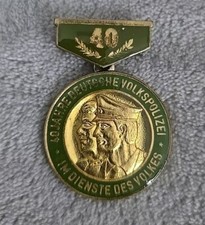 40
40 JAHRE DEUTSCHE VOLKSPOLIZEI
IM DIENSTE DES VOLKES